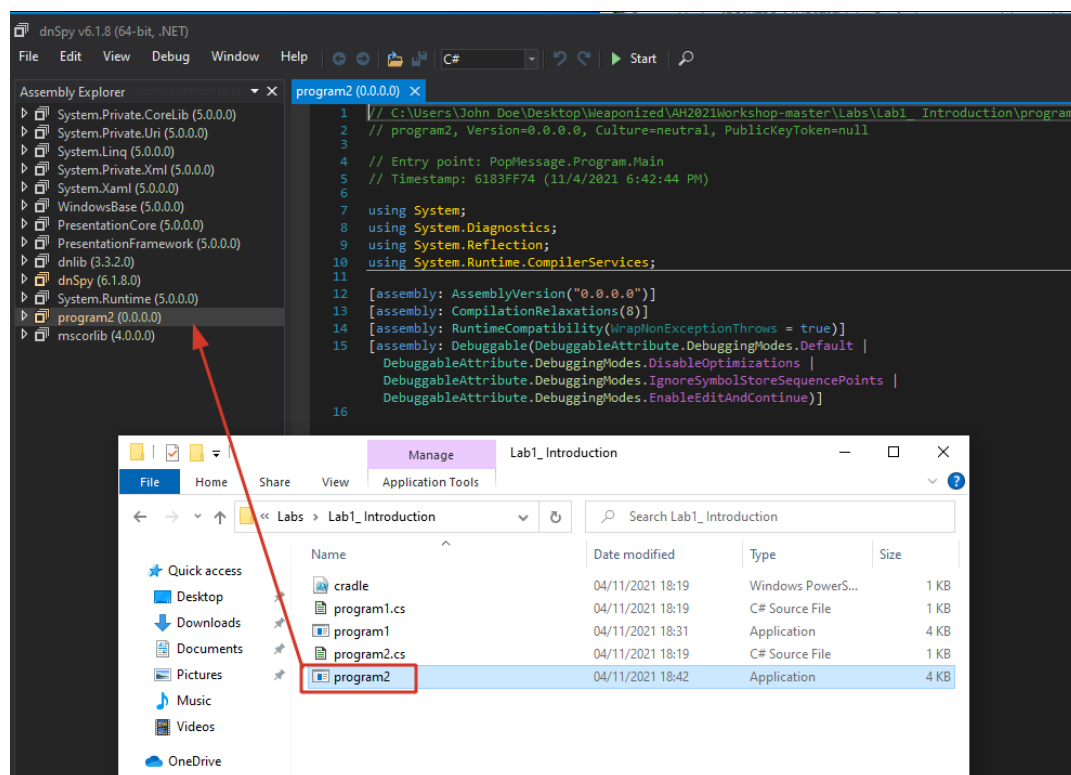 dnSpy v6.1.8 (64-bit, .NET)
File Edit View Debug Window Help C# Start
Assembly Explorer
System.Private.CoreLib (5.0.0.0)
System.Private.Uri (5.0.0.0)
System.Linq (5.0.0.0)
System.Private.Xml (5.0.0.0)
System.Xaml (5.0.0.0)
WindowsBase (5.0.0.0)
PresentationCore (5.0.0.0)
PresentationFramework (5.0.0.0)
dnlib (3.3.2.0)
dnSpy (6.1.8.0)
System.Runtime (5.0.0.0)
program2 (0.0.0.0)
mscorlib (4.0.0.0)
program2 (0.0.0.0)
1 // C:\Users\John Doe\Desktop\Weaponized\AH2021Workshop-master\Labs\Lab1_ Introduction\program
2 // program2, Version=0.0.0.0, Culture=neutral, PublicKeyToken=null
3
4 // Entry point: PopMessage.Program.Main
5 // Timestamp: 6183FF74 (11/4/2021 6:42:44 PM)
6
7 using System;
8 using System.Diagnostics;
9 using System.Reflection;
10 using System.Runtime.CompilerServices;
11
12 [assembly: AssemblyVersion("0.0.0.0")]
13 [assembly: CompilationRelaxations(8)]
14 [assembly: RuntimeCompatibility(WrapNonExceptionThrows = true)]
15 [assembly: Debuggable(DebuggableAttribute.DebuggingModes.Default |
DebuggableAttribute.DebuggingModes.DisableOptimizations |
DebuggableAttribute.DebuggingModes.IgnoreSymbolStoreSequencePoints |
DebuggableAttribute.DebuggingModes.EnableEditAndContinue)]
16
Manage Lab1_ Introduction
File Home Share View Application Tools
« Labs › Lab1_ Introduction Search Lab1_ Introduction
Quick access
Desktop
Downloads
Documents
Pictures
Music
Videos
OneDrive
Name Date modified Type Size
cradle 04/11/2021 18:19 Windows PowerS... 1 KB
program1.cs 04/11/2021 18:19 C# Source File 1 KB
program1 04/11/2021 18:31 Application 4 KB
program2.cs 04/11/2021 18:19 C# Source File 1 KB
program2 04/11/2021 18:42 Application 4 KB